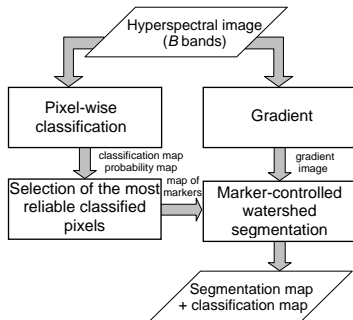 Hyperspectral image
(B bands)
Pixel-wise
classification
Gradient
classification map
probability map
gradient
image
Selection of the most
reliable classified
pixels
map of
markers
Marker-controlled
watershed
segmentation
Segmentation map
+ classification map